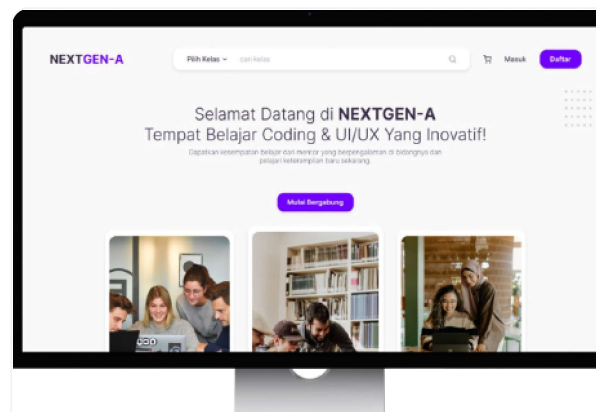 NEXTGEN-A
Pilih Kelas
cari kelas
Masuk
Daftar
Selamat Datang di NEXTGEN-A
Tempat Belajar Coding & UI/UX Yang Inovatif!
Dapatkan kesempatan belajar dari mentor yang berpengalaman di bidangnya dan
pelajari keterampilan baru sekarang.
Mulai Bergabung